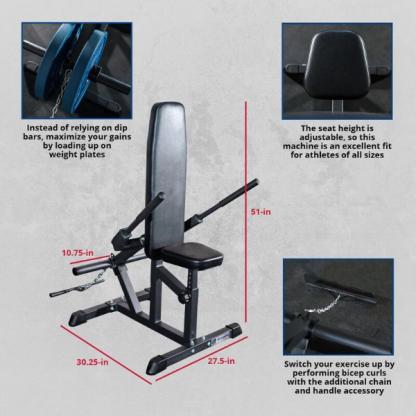 Instead of relying on dip
bars, maximize your gains
by loading up on
weight plates
The seat height is
adjustable, so this
machine is an excellent fit
for athletes of all sizes
51-in
10.75-in
30.25-in
27.5-in
Switch your exercise up by
performing bicep curls
with the additional chain
and handle accessory